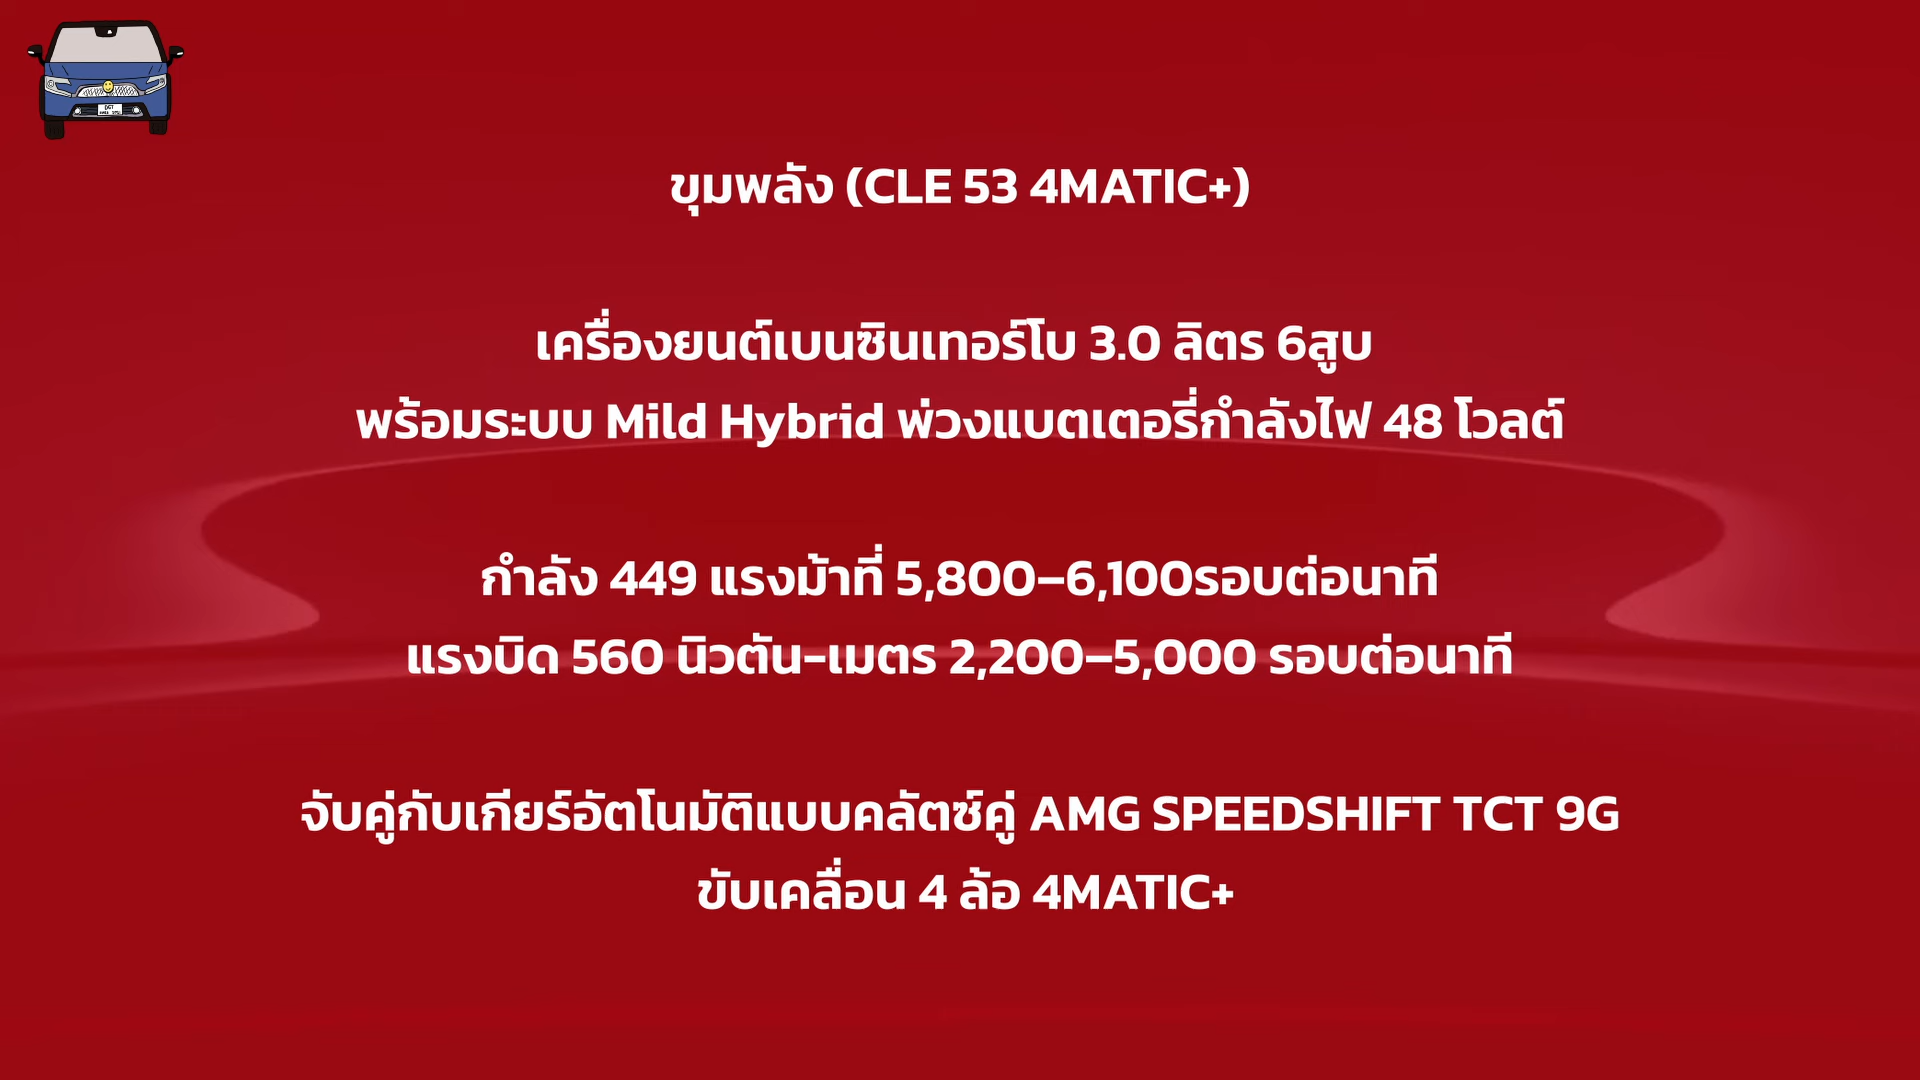 ขุมพลัง (CLE 53 4MATIC+)
เครื่องยนต์เบนซินเทอร์โบ 3.0 ลิตร 6สูบ
พร้อมระบบ Mild Hybrid พ่วงแบตเตอรี่กำลังไฟ 48 โวลต์
กำลัง 449 แรงม้าที่ 5,800–6,100รอบต่อนาที
แรงบิด 560 นิวตัน-เมตร 2,200–5,000 รอบต่อนาที
จับคู่กับเกียร์อัตโนมัติแบบคลัตซ์คู่ AMG SPEEDSHIFT TCT 9G
ขับเคลื่อน 4 ล้อ 4MATIC+